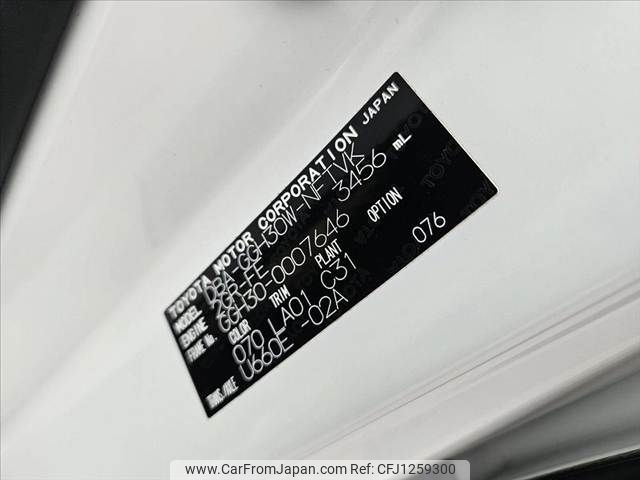 TOYOTA MOTOR CORPORATION JAPAN
MODEL DBA-GGH30W-NFTVK
ENGINE 2GR-FE 3456 mL
FRAME No. GGH30-0007646
COLOR TRIM PLANT OPTION
070 LA01 C31 076
TRANS./AXLE U660E -02A
www.CarFromJapan.com - CFJ1259300